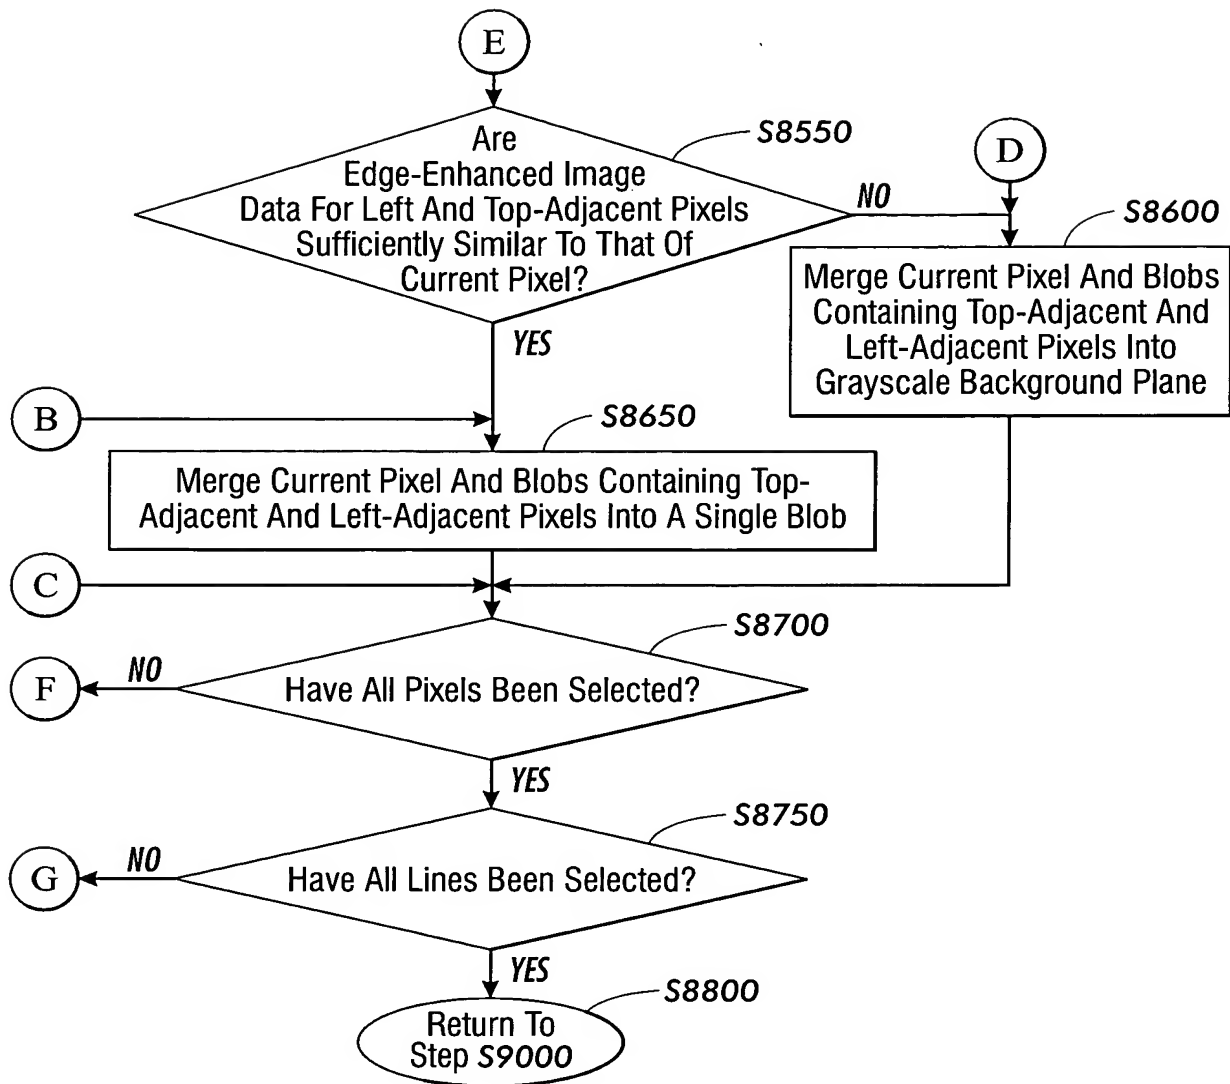 E
Are
Edge-Enhanced Image
Data For Left And Top-Adjacent Pixels
Sufficiently Similar To That Of
Current Pixel?
S8550
D
NO
S8600
Merge Current Pixel And Blobs
Containing Top-Adjacent And
Left-Adjacent Pixels Into
Grayscale Background Plane
YES
B
S8650
Merge Current Pixel And Blobs Containing Top-
Adjacent And Left-Adjacent Pixels Into A Single Blob
C
S8700
F
NO
Have All Pixels Been Selected?
YES
S8750
G
NO
Have All Lines Been Selected?
YES
S8800
Return To
Step S9000